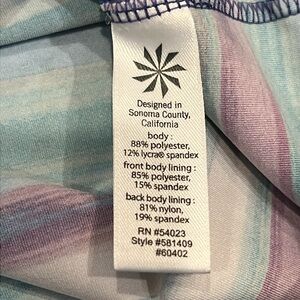 Designed in
Sonoma County,
California
body :
88% polyester,
12% lycra® spandex
front body lining :
85% polyester,
15% spandex
back body lining :
81% nylon,
19% spandex
RN #54023
Style #581409
#60402